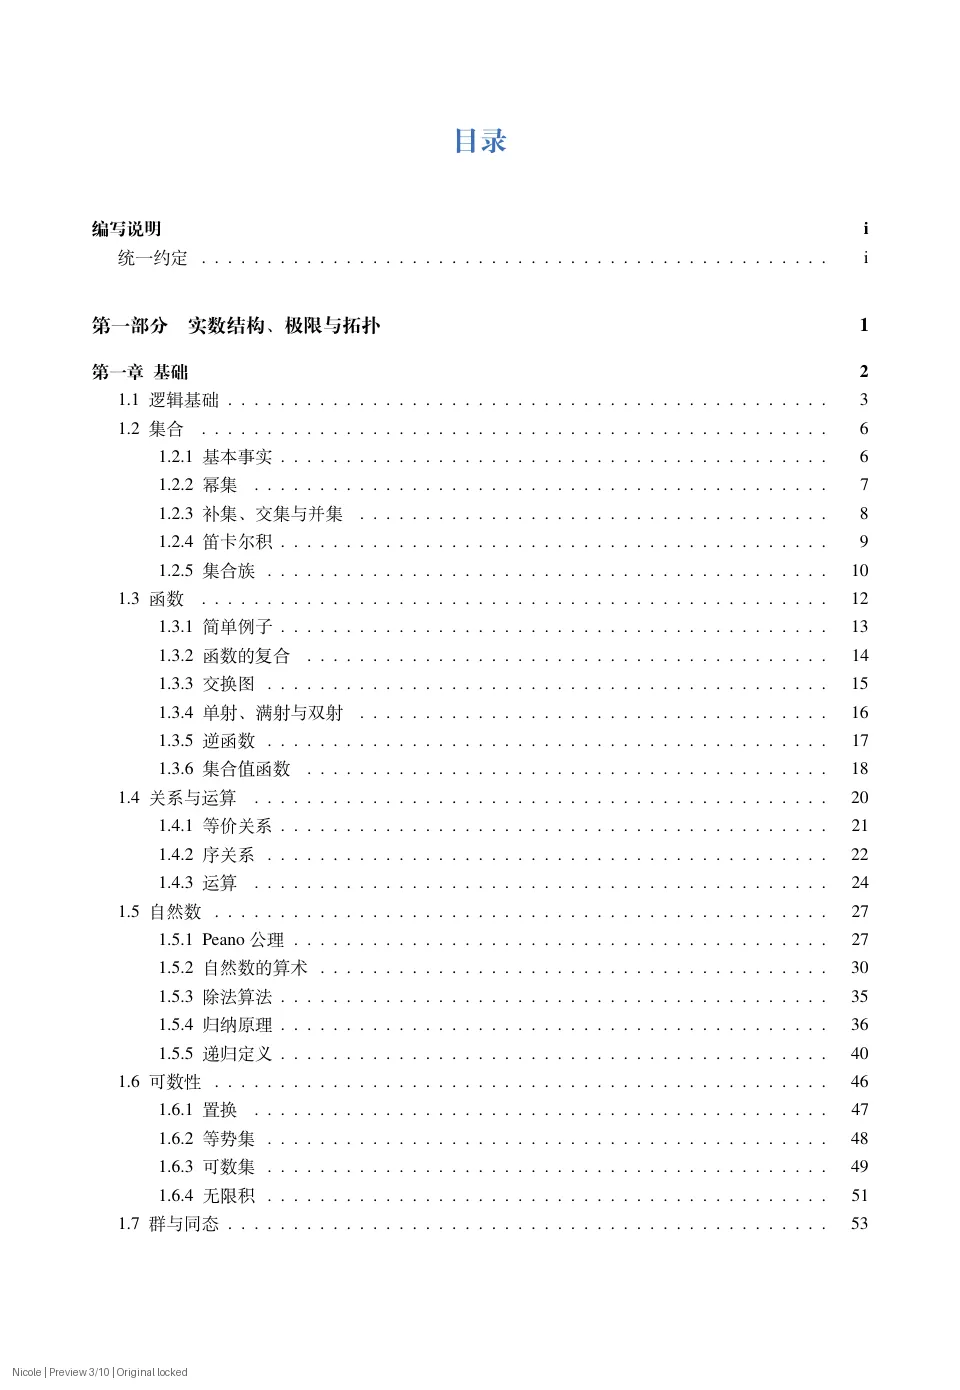 目录
编写说明 i
统一约定 . . . . . . . . . . . . . . . . . . . . i
第一部分 实数结构、极限与拓扑 1
第一章 基础 2
1.1 逻辑基础 . . . . . . . . . . . . . . . . . . . . 3
1.2 集合 . . . . . . . . . . . . . . . . . . . . 6
1.2.1 基本事实 . . . . . . . . . . . . . . . . . . . . 6
1.2.2 幂集 . . . . . . . . . . . . . . . . . . . . 7
1.2.3 补集、交集与并集 . . . . . . . . . . . . . . . . . . . . 8
1.2.4 笛卡尔积 . . . . . . . . . . . . . . . . . . . . 9
1.2.5 集合族 . . . . . . . . . . . . . . . . . . . . 10
1.3 函数 . . . . . . . . . . . . . . . . . . . . 12
1.3.1 简单例子 . . . . . . . . . . . . . . . . . . . . 13
1.3.2 函数的复合 . . . . . . . . . . . . . . . . . . . . 14
1.3.3 交换图 . . . . . . . . . . . . . . . . . . . . 15
1.3.4 单射、满射与双射 . . . . . . . . . . . . . . . . . . . . 16
1.3.5 逆函数 . . . . . . . . . . . . . . . . . . . . 17
1.3.6 集合值函数 . . . . . . . . . . . . . . . . . . . . 18
1.4 关系与运算 . . . . . . . . . . . . . . . . . . . . 20
1.4.1 等价关系 . . . . . . . . . . . . . . . . . . . . 21
1.4.2 序关系 . . . . . . . . . . . . . . . . . . . . 22
1.4.3 运算 . . . . . . . . . . . . . . . . . . . . 24
1.5 自然数 . . . . . . . . . . . . . . . . . . . . 27
1.5.1 Peano 公理 . . . . . . . . . . . . . . . . . . . . 27
1.5.2 自然数的算术 . . . . . . . . . . . . . . . . . . . . 30
1.5.3 除法算法 . . . . . . . . . . . . . . . . . . . . 35
1.5.4 归纳原理 . . . . . . . . . . . . . . . . . . . . 36
1.5.5 递归定义 . . . . . . . . . . . . . . . . . . . . 40
1.6 可数性 . . . . . . . . . . . . . . . . . . . . 46
1.6.1 置换 . . . . . . . . . . . . . . . . . . . . 47
1.6.2 等势集 . . . . . . . . . . . . . . . . . . . . 48
1.6.3 可数集 . . . . . . . . . . . . . . . . . . . . 49
1.6.4 无限积 . . . . . . . . . . . . . . . . . . . . 51
1.7 群与同态 . . . . . . . . . . . . . . . . . . . . 53
Nicole | Preview 3/10 | Original locked